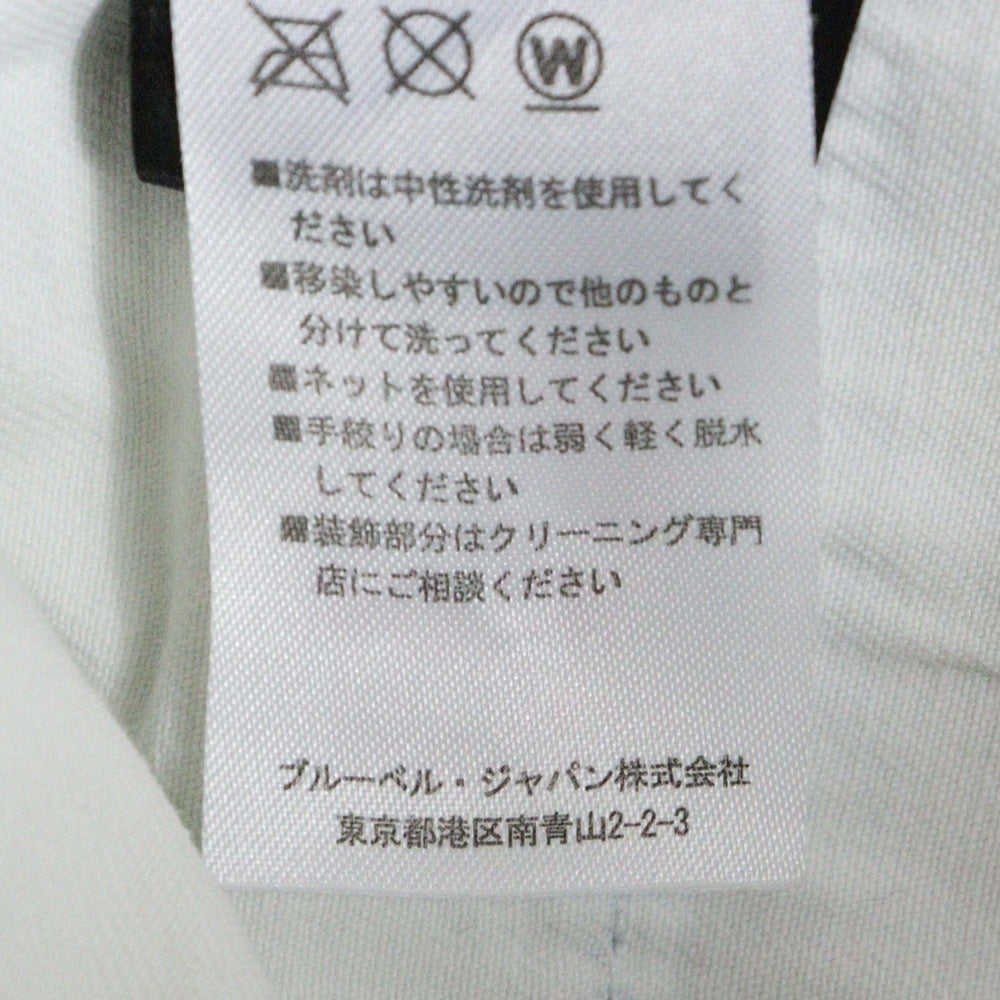 W
■洗剤は中性洗剤を使用してく
ださい
■移染しやすいので他のものと
分けて洗ってください
■ネットを使用してください
■手絞りの場合は弱く軽く脱水
してください
■装飾部分はクリーニング専門
店にご相談ください
ブルーベル・ジャパン株式会社
東京都港区南青山2-2-3